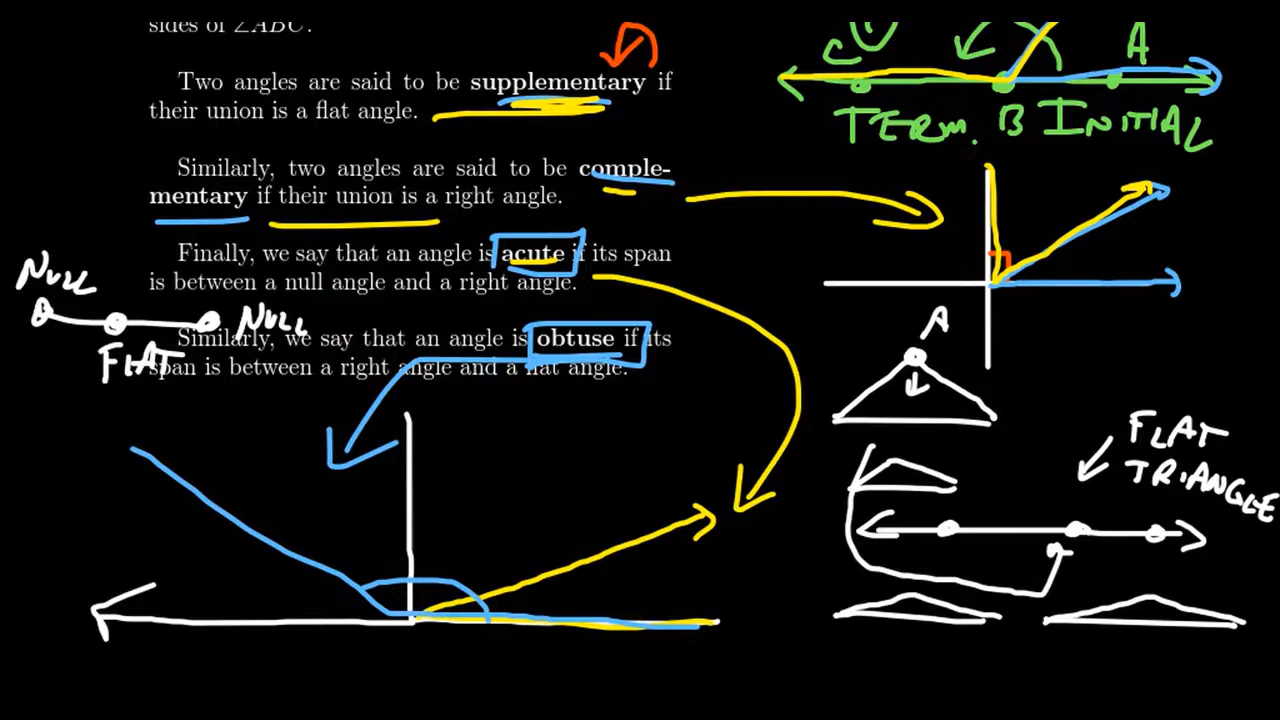 sides of ∠ABC.
Two angles are said to be supplementary if
their union is a flat angle.
Similarly, two angles are said to be comple-
mentary if their union is a right angle.
Finally, we say that an angle is acute if its span
is between a null angle and a right angle.
Similarly, we say that an angle is obtuse if its
span is between a right angle and a flat angle.
NULL
NULL
FLAT
C
A
TERM. B INITIAL
A
FLAT
TRIANGLE